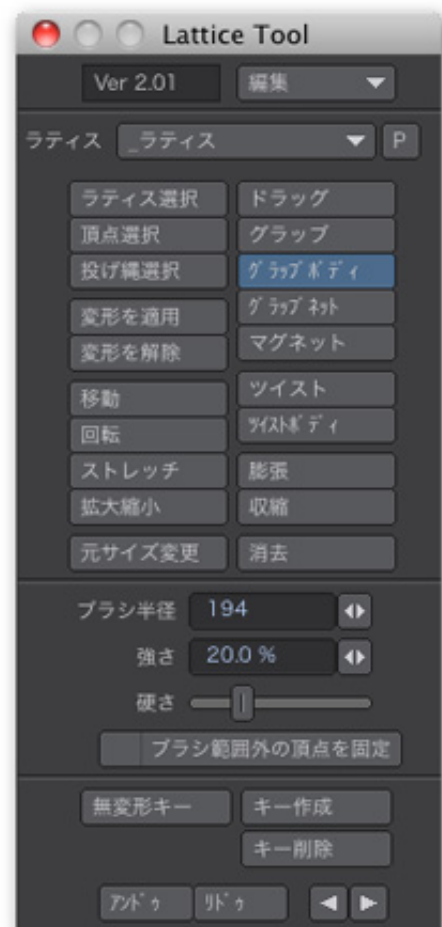 Lattice Tool
Ver 2.01 編集
ラティス _ラティス P
ラティス選択 ドラッグ
頂点選択 グラップ
投げ縄選択 グラップボディ
変形を適用 グラップネット
変形を解除 マグネット
移動 ツイスト
回転 ツイストボディ
ストレッチ 膨張
拡大縮小 収縮
元サイズ変更 消去
ブラシ半径 194
強さ 20.0 %
硬さ
ブラシ範囲外の頂点を固定
無変形キー キー作成
キー削除
アンドゥ リドゥ